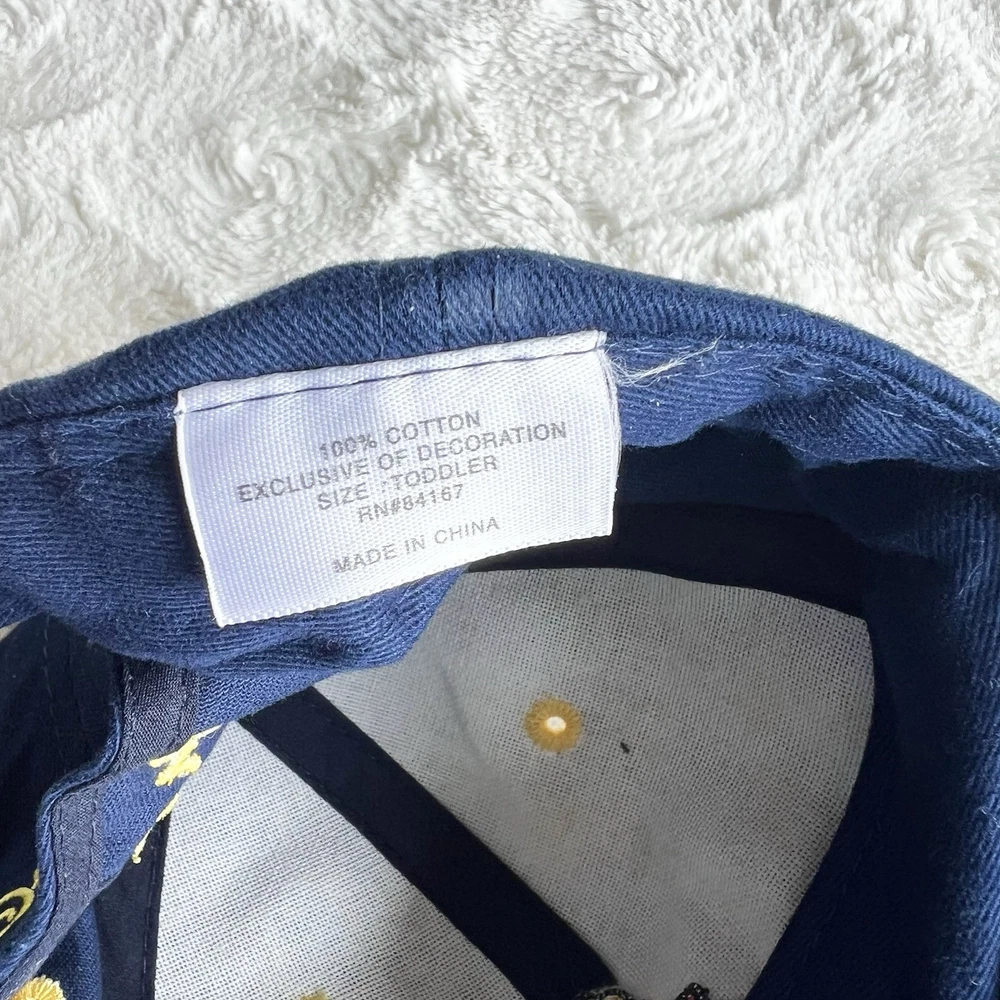 100% COTTON
EXCLUSIVE OF DECORATION
SIZE : TODDLER
RN#84167
MADE IN CHINA